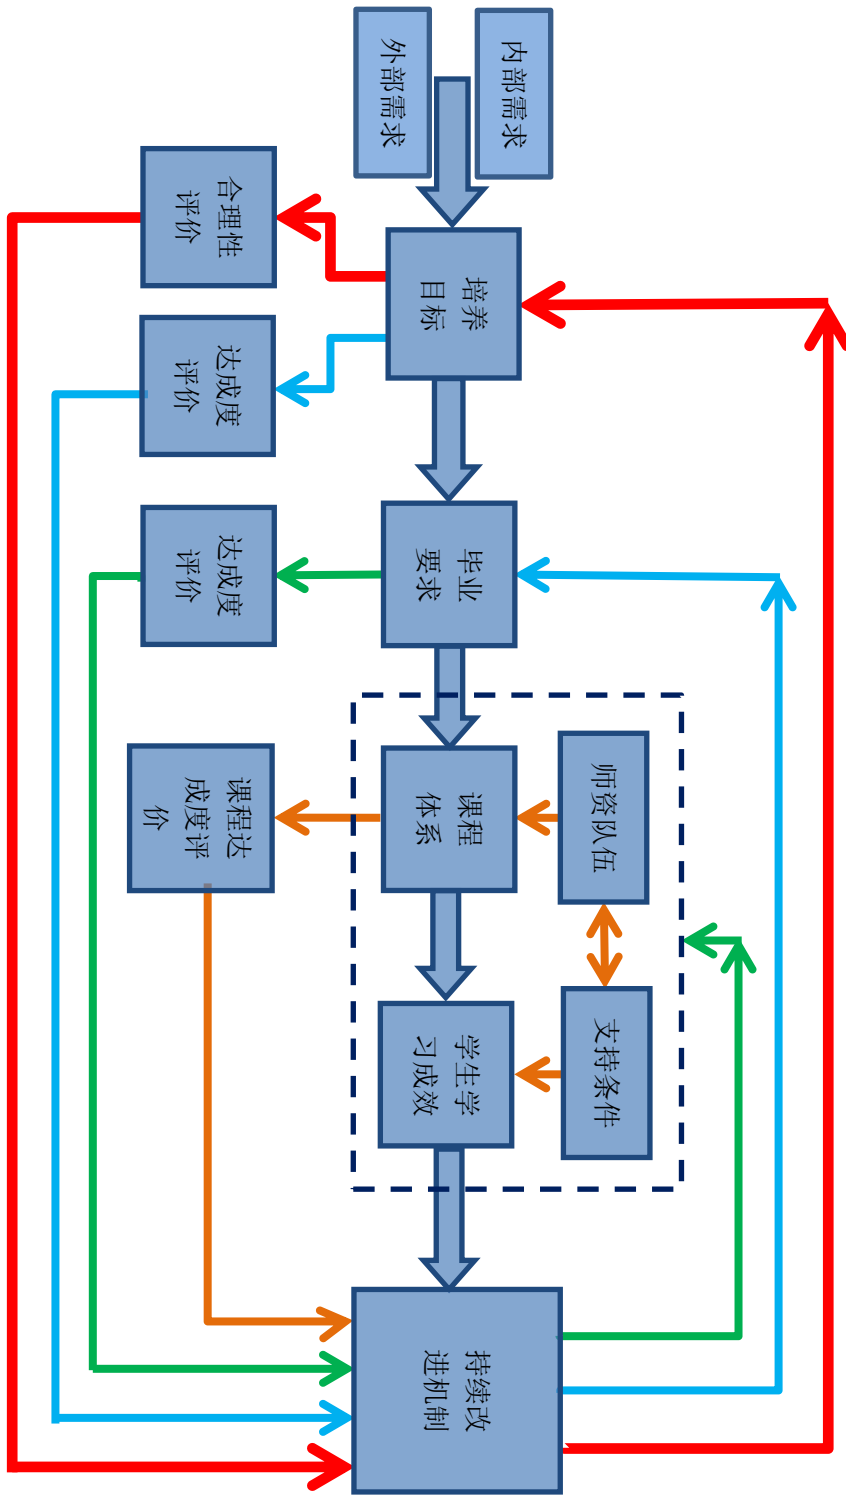 内部需求
外部需求
合理性
评价
培养
目标
达成度
评价
毕业
要求
达成度
评价
师资队伍
课程
体系
课程达
成度评
价
支持条件
学生学
习成效
持续改
进机制